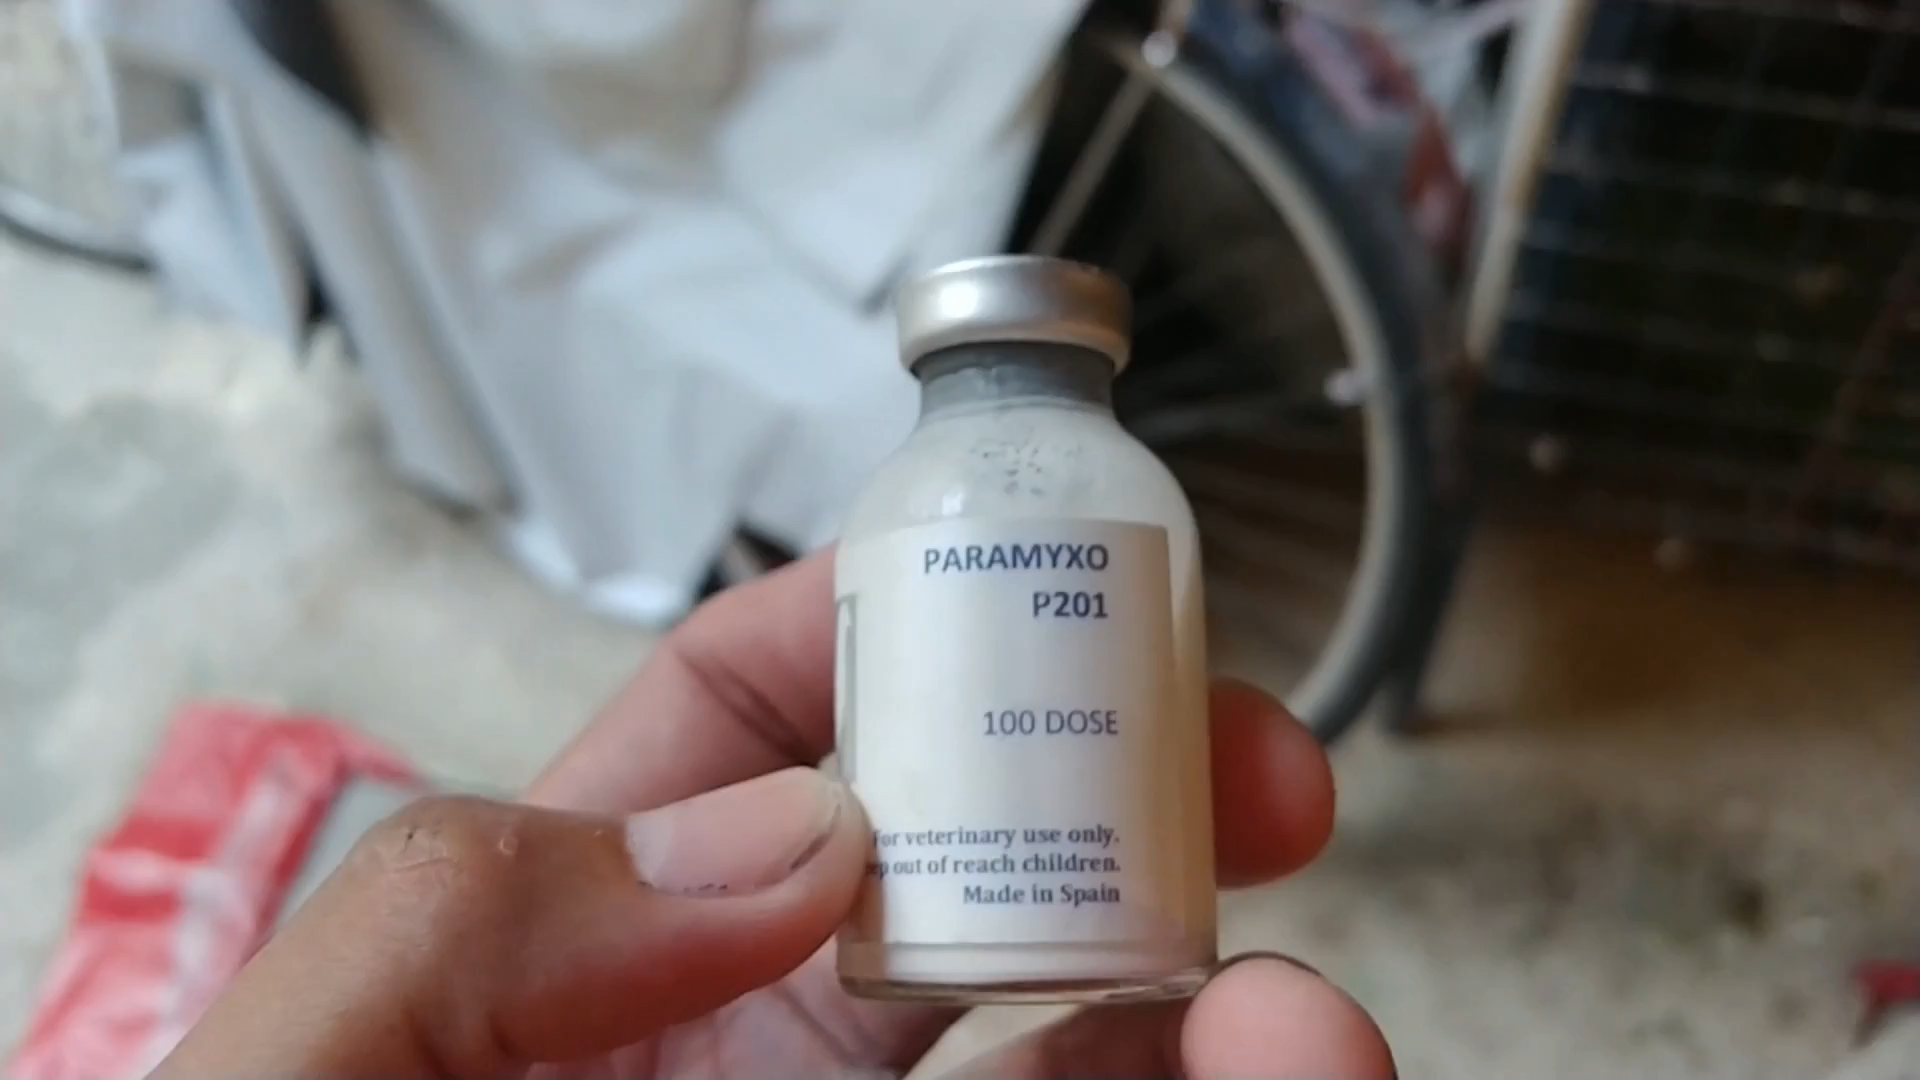 PARAMYXO
P201
100 DOSE
For veterinary use only.
out of reach children.
Made in Spain